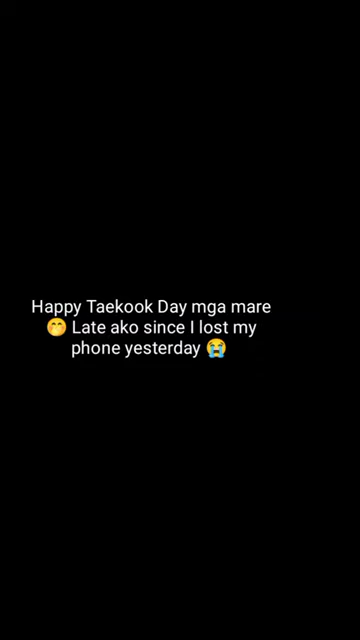 Happy Taekook Day mga mare
🤭 Late ako since I lost my
phone yesterday 😭